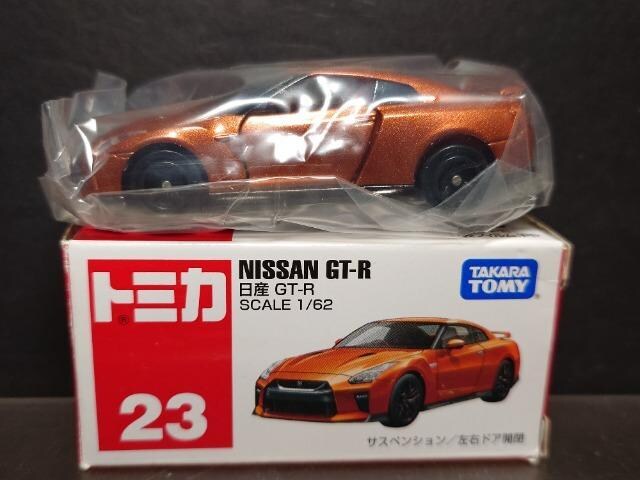 トミカ®
NISSAN GT-R
日産 GT-R
SCALE 1/62
TAKARA
TOMY
23
サスペンション／左右ドア開閉